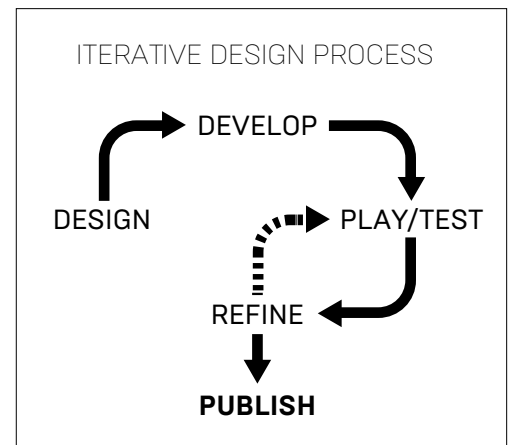 ITERATIVE DESIGN PROCESS
DEVELOP
DESIGN
PLAY/TEST
REFINE
PUBLISH